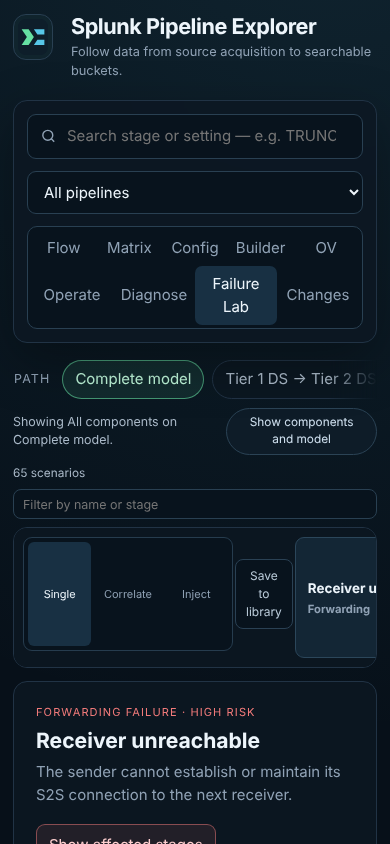 Splunk Pipeline Explorer
Follow data from source acquisition to searchable
buckets.
Search stage or setting — e.g. TRUNC
All pipelines
Flow Matrix Config Builder OV
Operate Diagnose Failure Lab Changes
PATH Complete model Tier 1 DS → Tier 2 DS
Showing All components on
Complete model.
Show components
and model
65 scenarios
Filter by name or stage
Single Correlate Inject
Save
to
library
Receiver u
Forwarding
FORWARDING FAILURE · HIGH RISK
Receiver unreachable
The sender cannot establish or maintain its
S2S connection to the next receiver.
Show affected stages